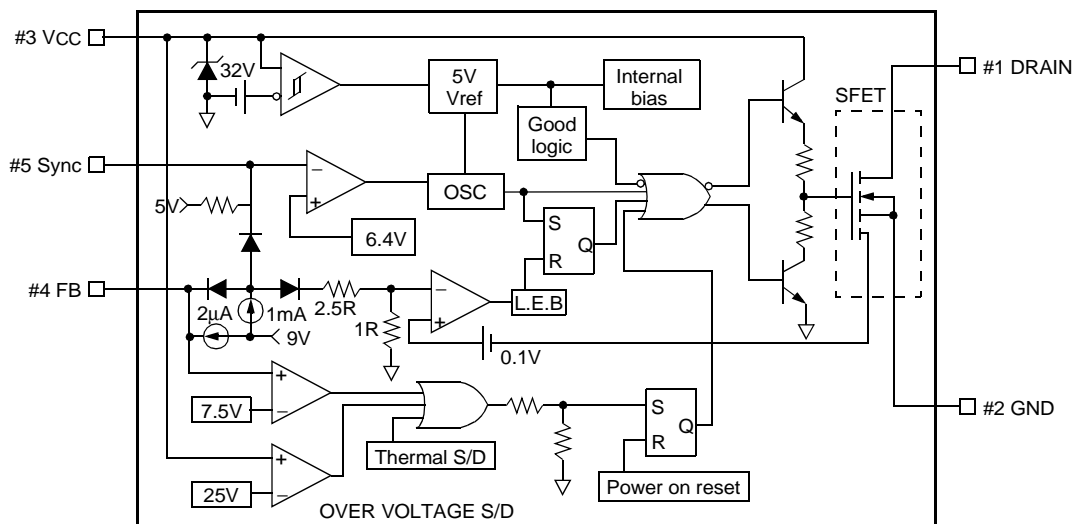 #3 VCC
32V
5V
Vref
Internal
bias
#1 DRAIN
SFET
Good
logic
#5 Sync
−
+
OSC
5V
6.4V
S
R
Q
#4 FB
2μA
1mA
9V
2.5R
1R
−
+
L.E.B
0.1V
+
−
7.5V
Thermal S/D
S
R
Q
#2 GND
+
−
25V
Power on reset
OVER VOLTAGE S/D